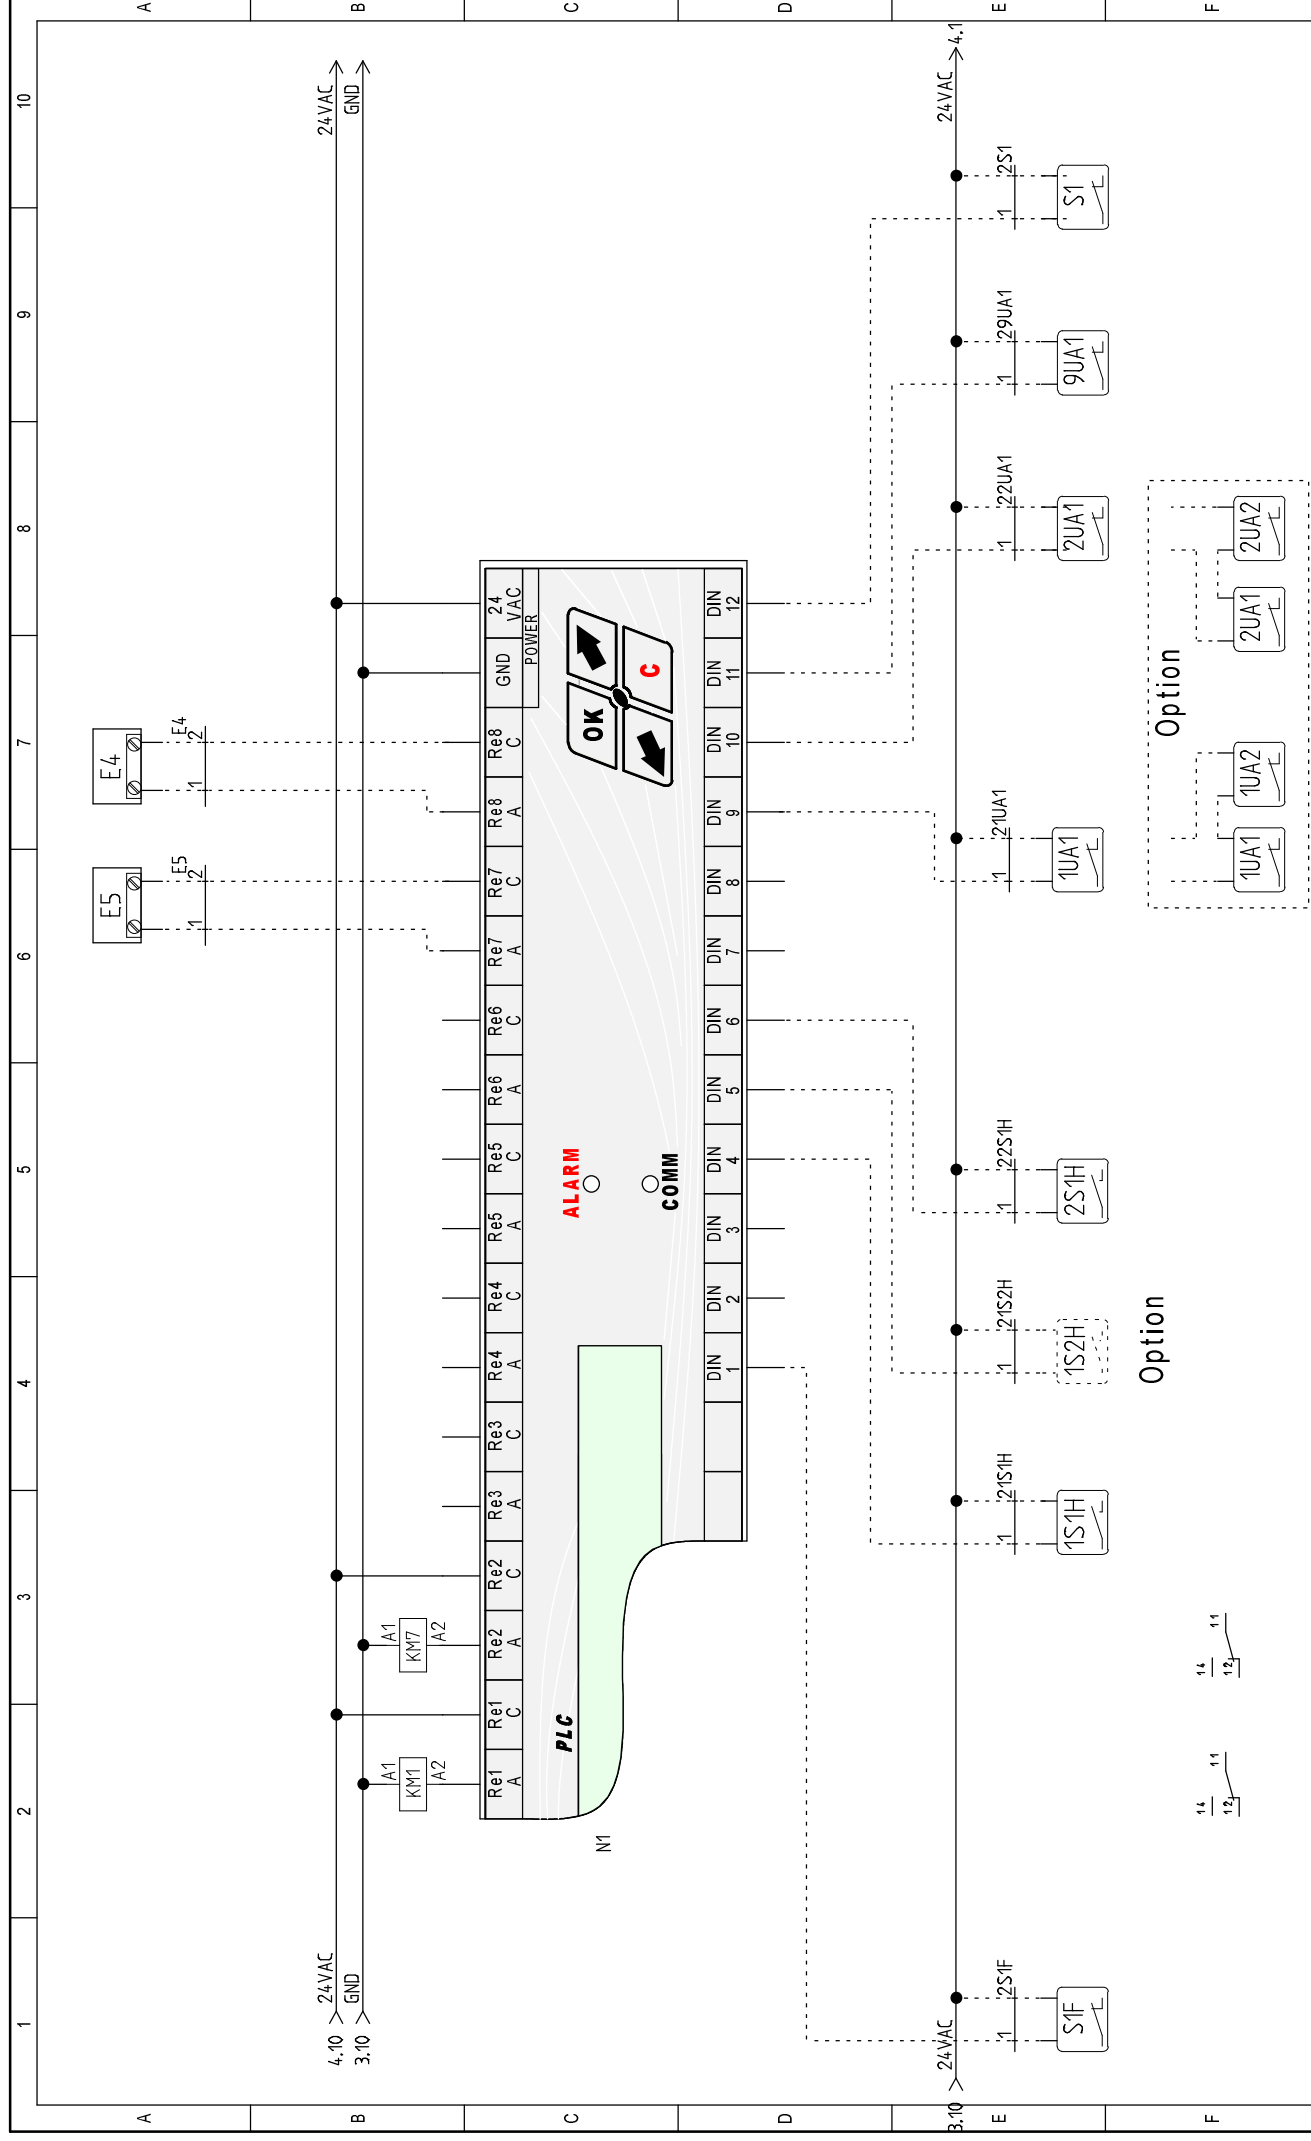 1 2 3 4 5 6 7 8 9 10
A
B
C
D
E
F
E5
E4
1 2 E5
1 2 E4
4.10 24VAC
24VAC
3.10 GND
GND
A1
KM1
A2
A1
KM7
A2
Re1 A
Re1 C
Re2 A
Re2 C
Re3 A
Re3 C
Re4 A
Re4 C
Re5 A
Re5 C
Re6 A
Re6 C
Re7 A
Re7 C
Re8 A
Re8 C
GND
24 VAC
POWER
PLC
ALARM
OK
C
COMM
N1
DIN 1
DIN 2
DIN 3
DIN 4
DIN 5
DIN 6
DIN 7
DIN 8
DIN 9
DIN 10
DIN 11
DIN 12
3.10 24VAC
24VAC 4.1
1 2S1F
1 21S1H
1 21S2H
1 22S1H
1 21UA1
1 22UA1
1 29UA1
1 2S1
S1F
1S1H
1S2H
2S1H
1UA1
2UA1
9UA1
S1
Option
Option
14
12
11
14
12
11
1UA1
1UA2
2UA1
2UA2
A
B
C
D
E
F